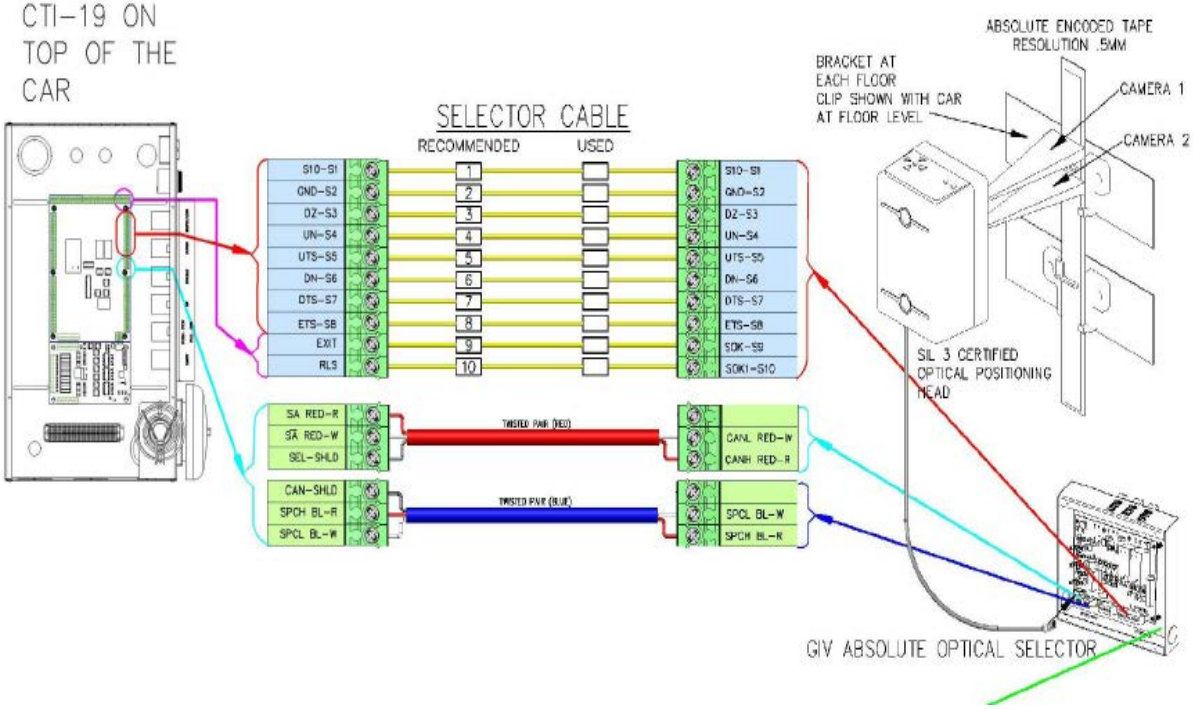 CTI-19 ON
TOP OF THE
CAR
SELECTOR CABLE
RECOMMENDED
USED
S10-S1
1
S10-S1
GND-S2
2
GND-S2
DZ-S3
3
DZ-S3
UN-S4
4
UN-S4
UTS-S5
5
UTS-S5
DN-S6
6
DN-S6
DTS-S7
7
DTS-S7
ETS-S8
8
ETS-S8
EXIT
9
SOK-S9
RLS
10
SOK1-S10
SA RED-R
SA RED-W
SEL-SHLD
TWISTED PAIR (RED)
CANL RED-W
CANH RED-R
CAN-SHLD
SPCH BL-R
SPCL BL-W
TWISTED PAIR (BLUE)
SPCL BL-W
SPCH BL-R
ABSOLUTE ENCODED TAPE
RESOLUTION .5MM
BRACKET AT
EACH FLOOR
CLIP SHOWN WITH CAR
AT FLOOR LEVEL
CAMERA 1
CAMERA 2
SIL 3 CERTIFIED
OPTICAL POSITIONING
HEAD
GIV ABSOLUTE OPTICAL SELECTOR